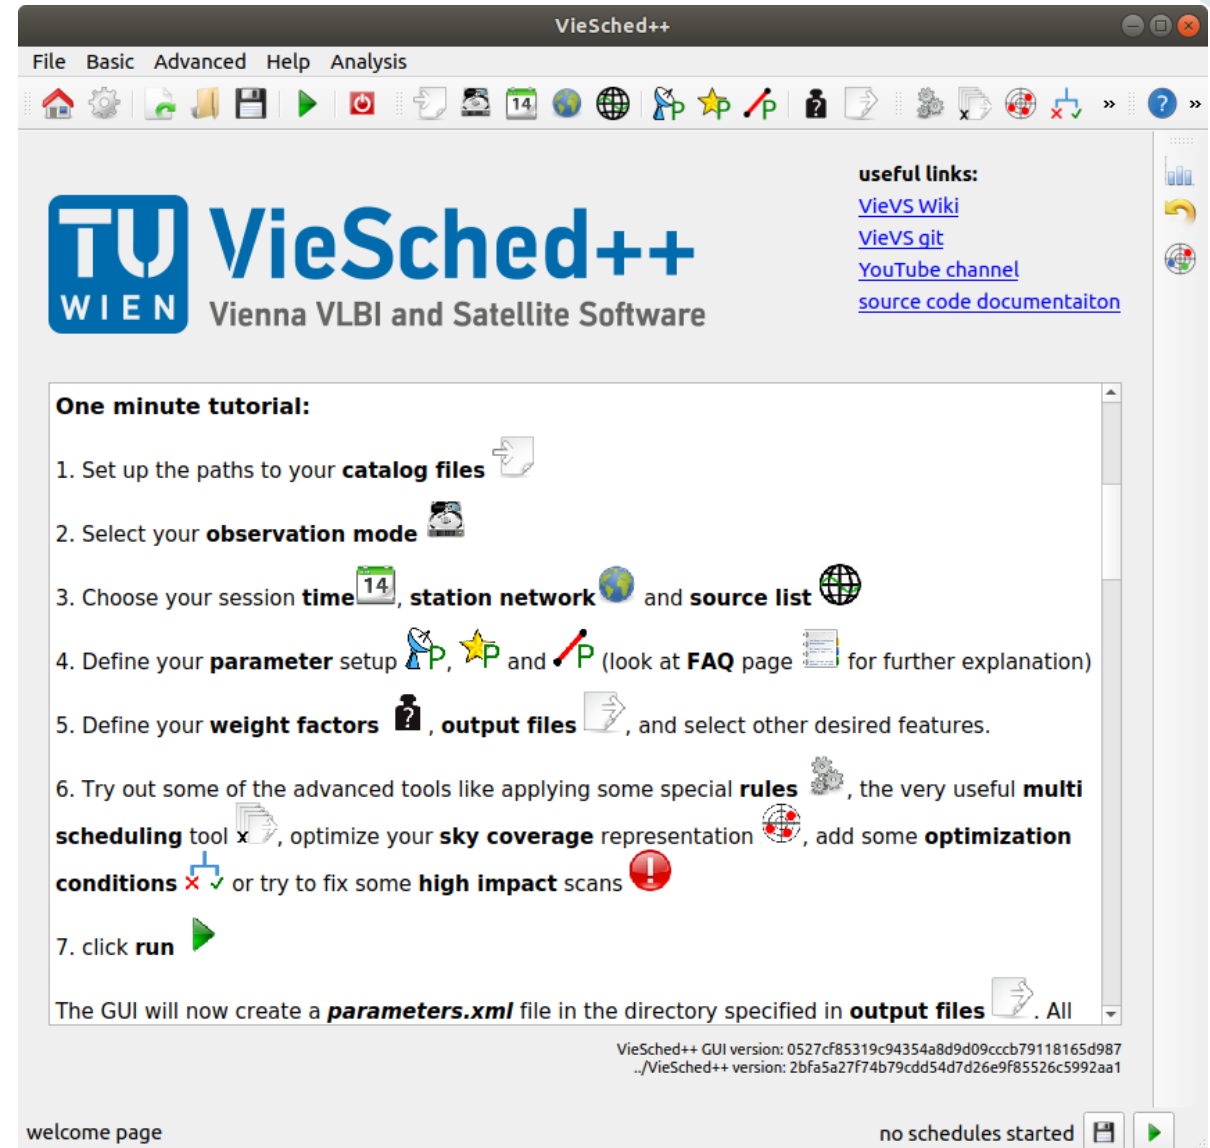 VieSched++
File Basic Advanced Help Analysis
14 P P P ? x » ? »
TU
WIEN
VieSched++
Vienna VLBI and Satellite Software
useful links:
VieVS Wiki
VieVS git
YouTube channel
source code documentaiton
One minute tutorial:
1. Set up the paths to your catalog files
2. Select your observation mode
3. Choose your session time 14, station network and source list
4. Define your parameter setup P, P and P (look at FAQ page for further explanation)
5. Define your weight factors ?, output files, and select other desired features.
6. Try out some of the advanced tools like applying some special rules, the very useful multi
scheduling tool x, optimize your sky coverage representation, add some optimization
conditions or try to fix some high impact scans !
7. click run
The GUI will now create a parameters.xml file in the directory specified in output files. All
VieSched++ GUI version: 0527cf85319c94354a8d9d09cccb79118165d987
../VieSched++ version: 2bfa5a27f74b79cdd54d7d26e9f85526c5992aa1
welcome page
no schedules started